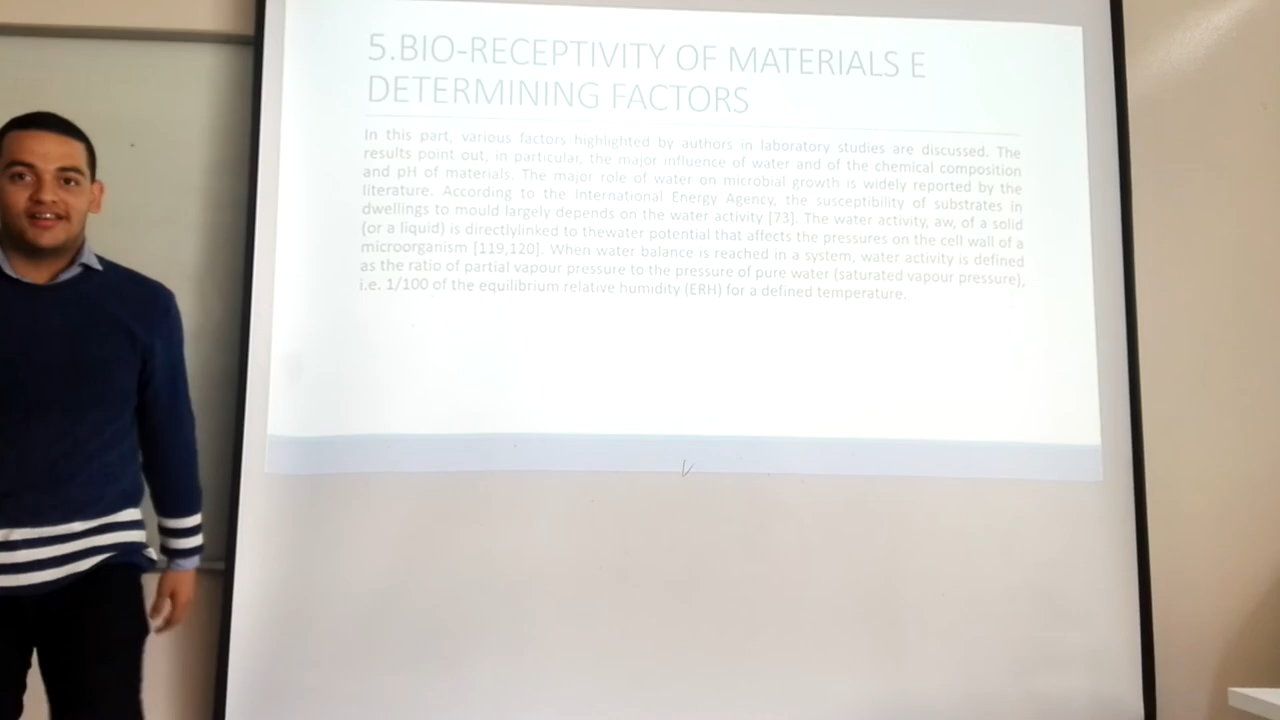 5.BIO-RECEPTIVITY OF MATERIALS E
DETERMINING FACTORS
In this part, various factors highlighted by authors in laboratory studies are discussed. The
results point out, in particular, the major influence of water and of the chemical composition
and pH of materials. The major role of water on microbial growth is widely reported by the
literature. According to the International Energy Agency, the susceptibility of substrates in
dwellings to mould largely depends on the water activity [73]. The water activity, aw, of a solid
(or a liquid) is directlylinked to thewater potential that affects the pressures on the cell wall of a
microorganism [119,120]. When water balance is reached in a system, water activity is defined
as the ratio of partial vapour pressure to the pressure of pure water (saturated vapour pressure),
i.e. 1/100 of the equilibrium relative humidity (ERH) for a defined temperature.